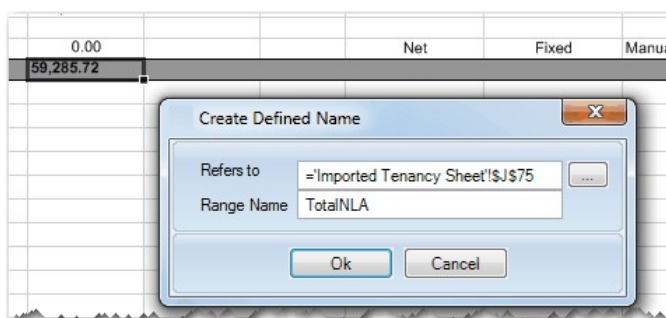 0.00 Net Fixed Manu
59,285.72
Create Defined Name
Refers to ='Imported Tenancy Sheet'!$J$75 ...
Range Name TotalNLA
Ok Cancel